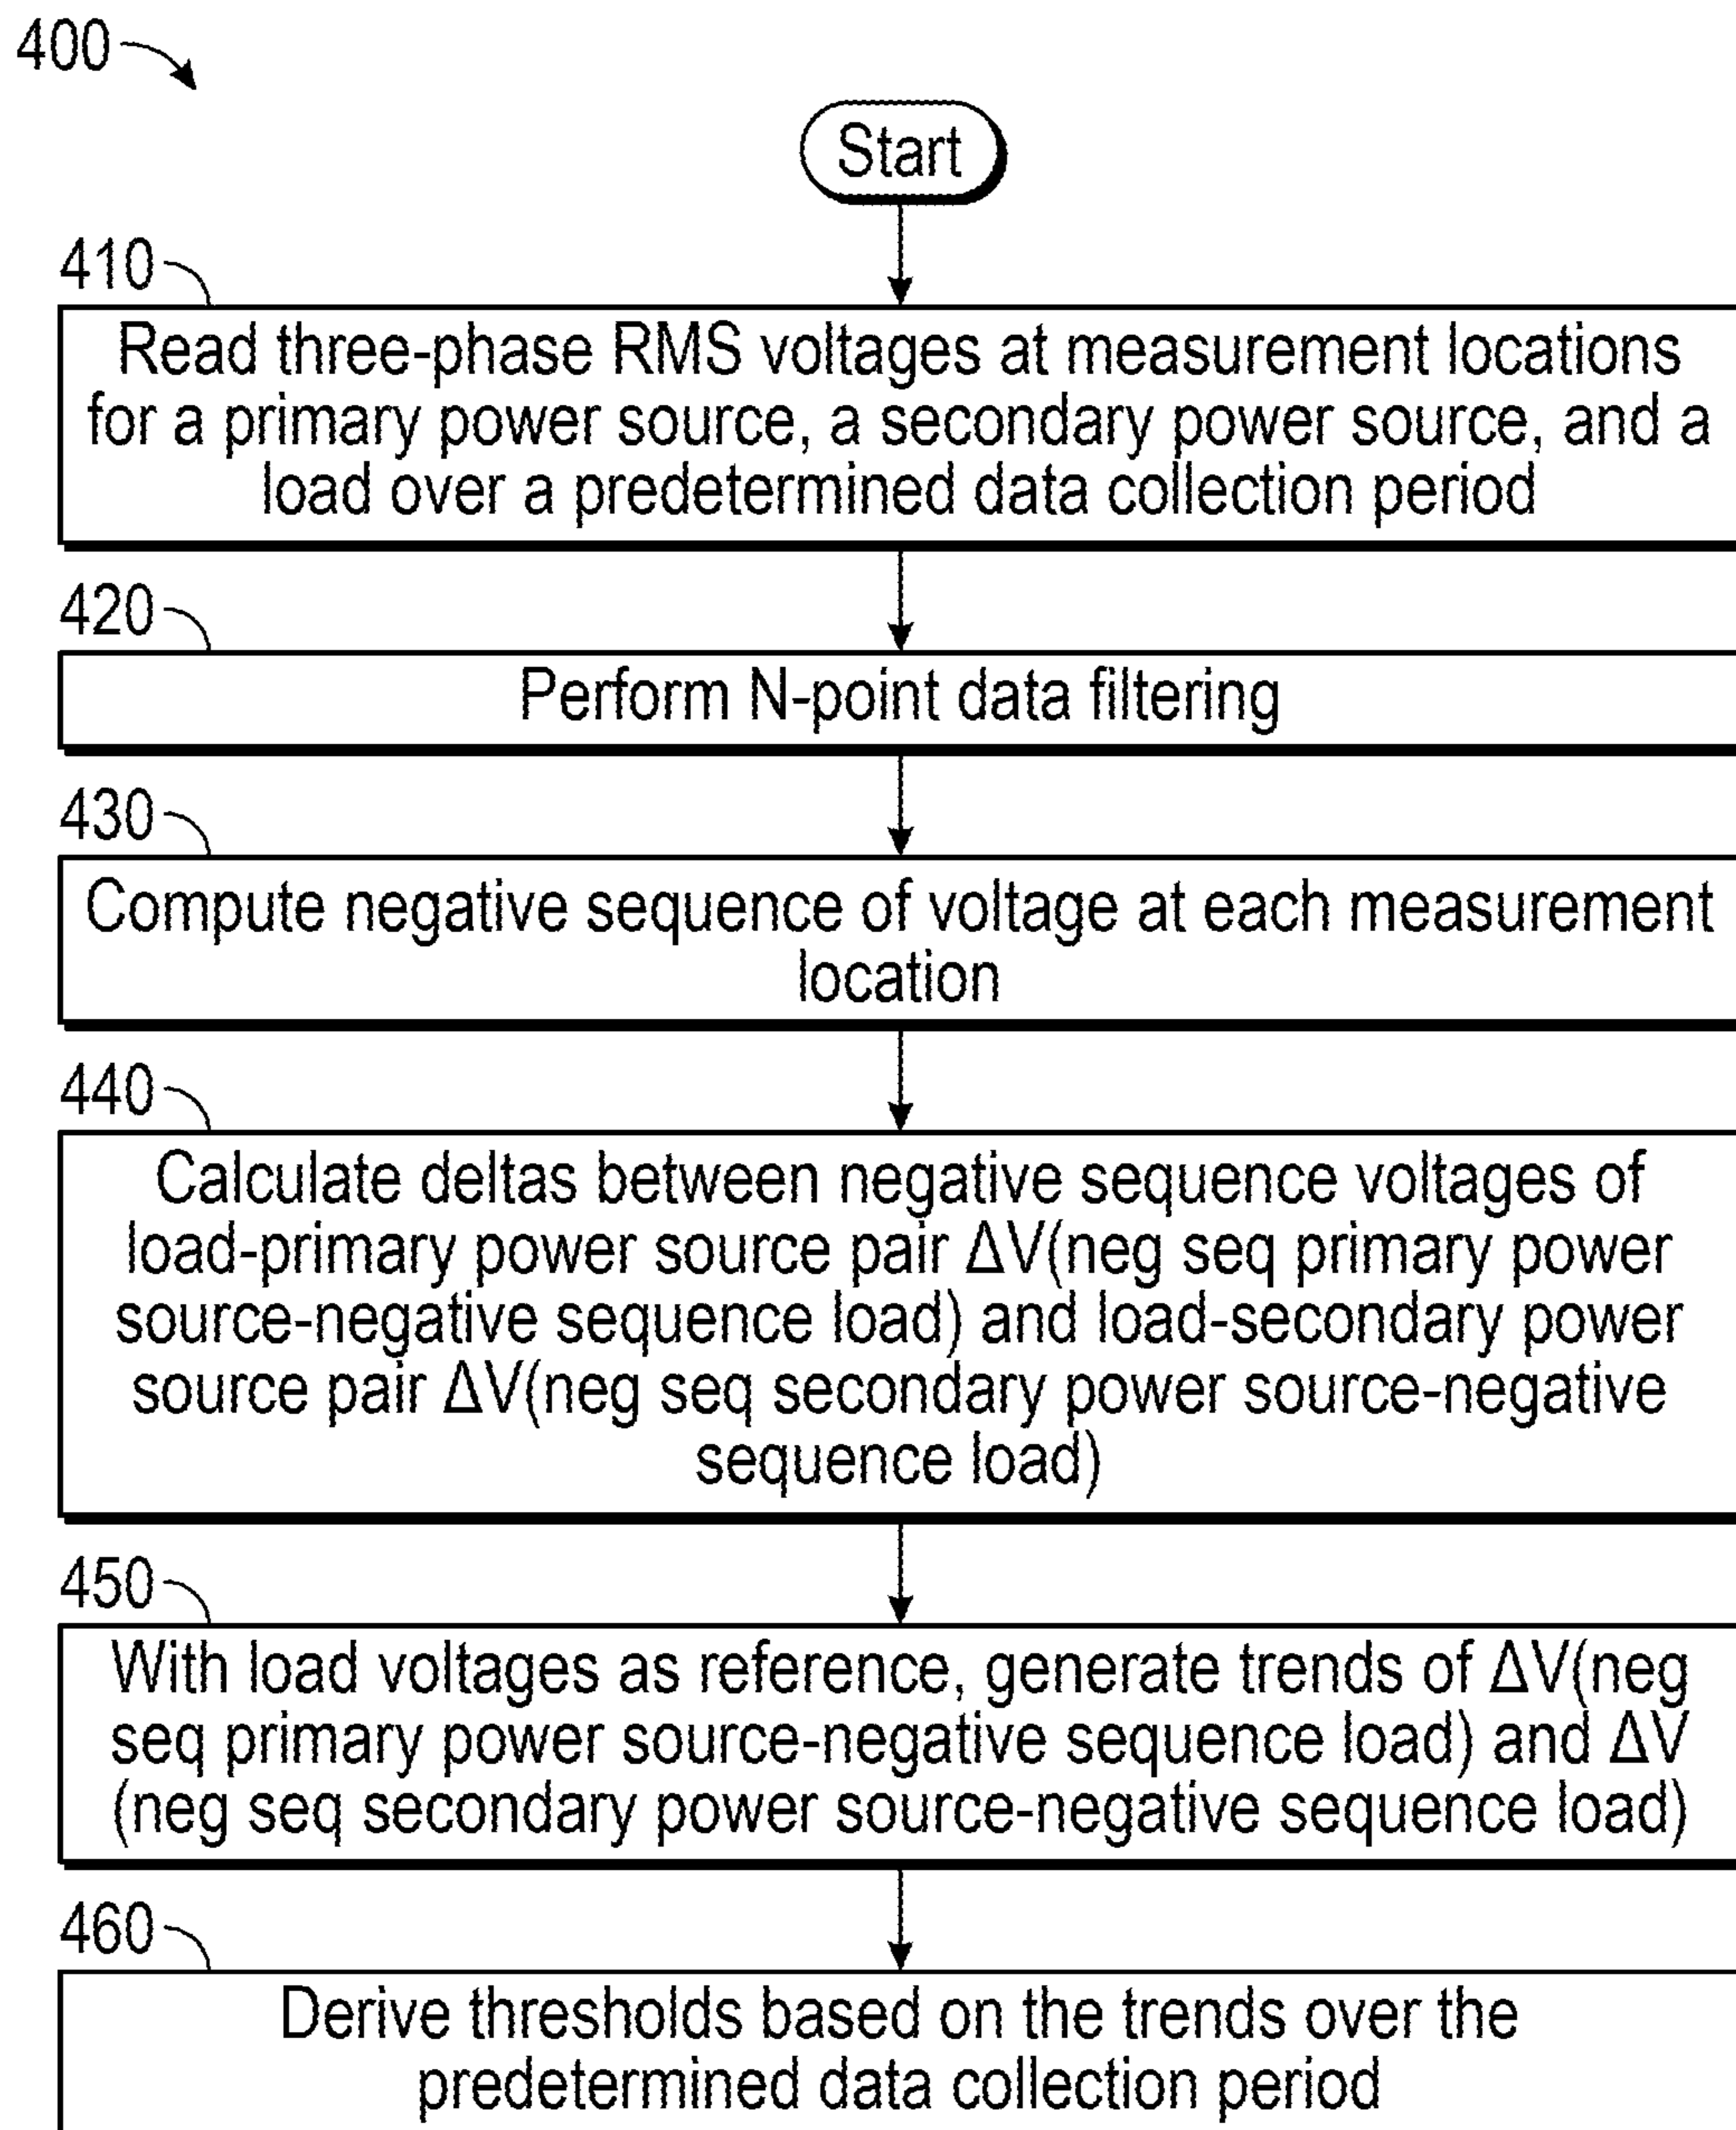 400
Start
410
Read three-phase RMS voltages at measurement locations
for a primary power source, a secondary power source, and a
load over a predetermined data collection period
420
Perform N-point data filtering
430
Compute negative sequence of voltage at each measurement
location
440
Calculate deltas between negative sequence voltages of
load-primary power source pair ΔV(neg seq primary power
source-negative sequence load) and load-secondary power
source pair ΔV(neg seq secondary power source-negative
sequence load)
450
With load voltages as reference, generate trends of ΔV(neg
seq primary power source-negative sequence load) and ΔV
(neg seq secondary power source-negative sequence load)
460
Derive thresholds based on the trends over the
predetermined data collection period